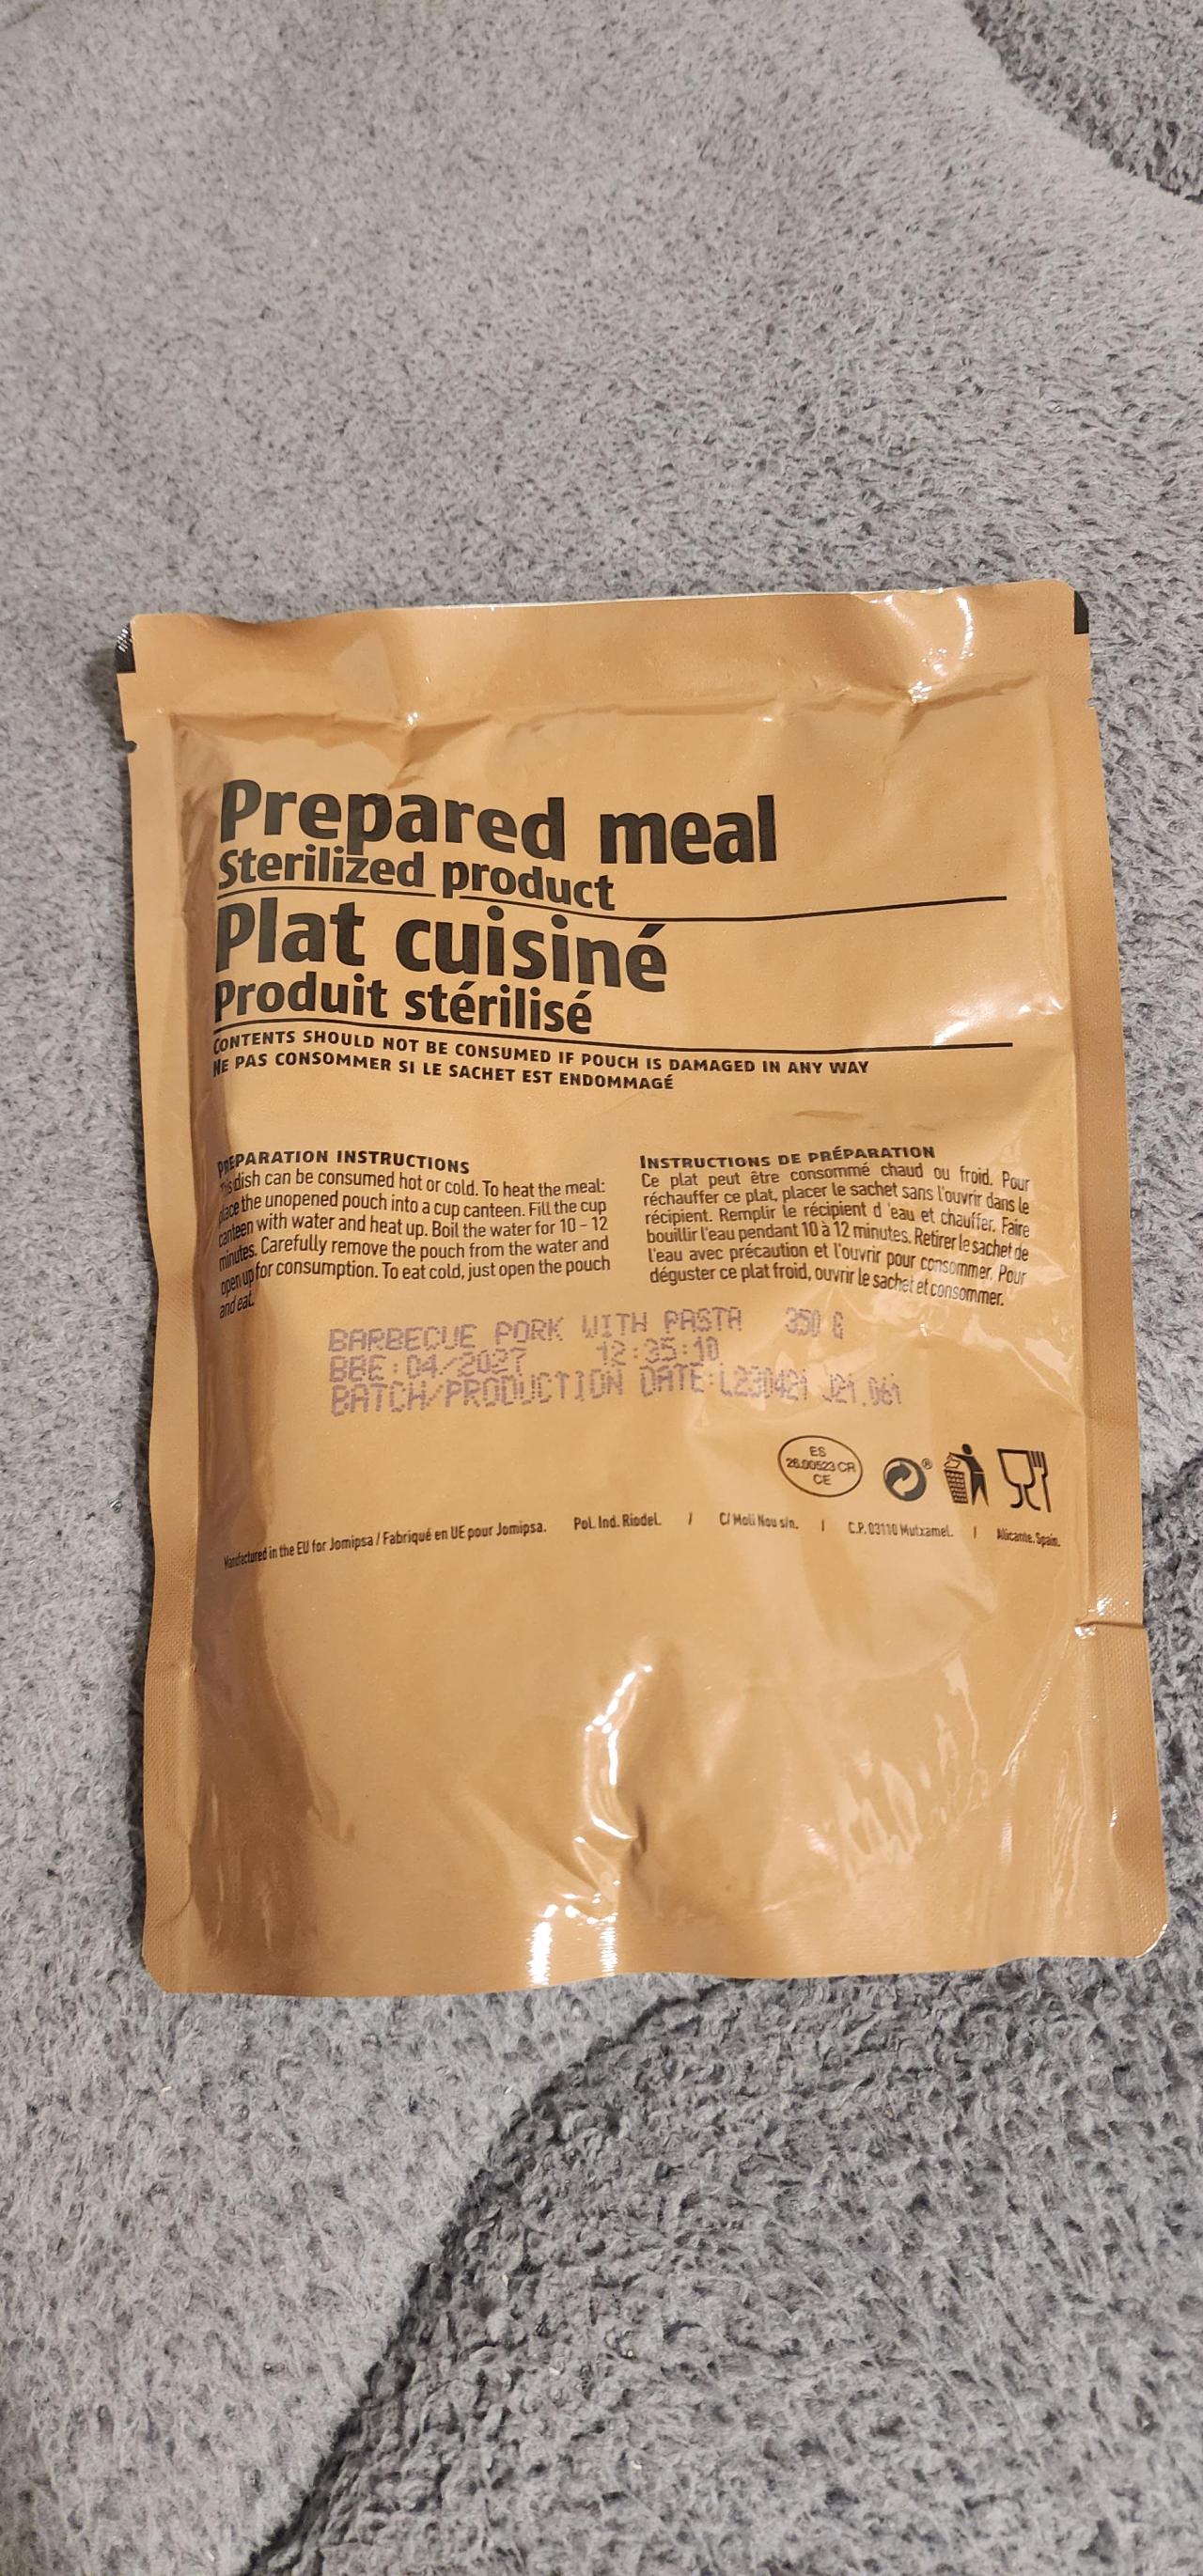 Prepared meal
Sterilized product
Plat cuisiné
Produit stérilisé
CONTENTS SHOULD NOT BE CONSUMED IF POUCH IS DAMAGED IN ANY WAY
NE PAS CONSOMMER SI LE SACHET EST ENDOMMAGÉ
PREPARATION INSTRUCTIONS
This dish can be consumed hot or cold. To heat the meal:
place the unopened pouch into a cup canteen. Fill the cup
canteen with water and heat up. Boil the water for 10 - 12
minutes. Carefully remove the pouch from the water and
open up for consumption. To eat cold, just open the pouch
and eat.
INSTRUCTIONS DE PRÉPARATION
Ce plat peut être consommé chaud ou froid. Pour
réchauffer ce plat, placer le sachet sans l'ouvrir dans le
récipient. Remplir le récipient d 'eau et chauffer. Faire
bouillir l'eau pendant 10 à 12 minutes. Retirer le sachet de
l'eau avec précaution et l'ouvrir pour consommer. Pour
déguster ce plat froid, ouvrir le sachet et consommer.
BARBECUE PORK WITH PASTA 350 G
BBE:04/2027 12:35:10
BATCH/PRODUCTION DATE:L230421
ES
26.00523 CR
CE
Manufactured in the EU for Jomipsa / Fabriqué en UE pour Jomipsa. Pol. Ind. Riodel. / C/ Moli Nou s/n. / C.P. 03110 Mutxamel. / Alicante. Spain.